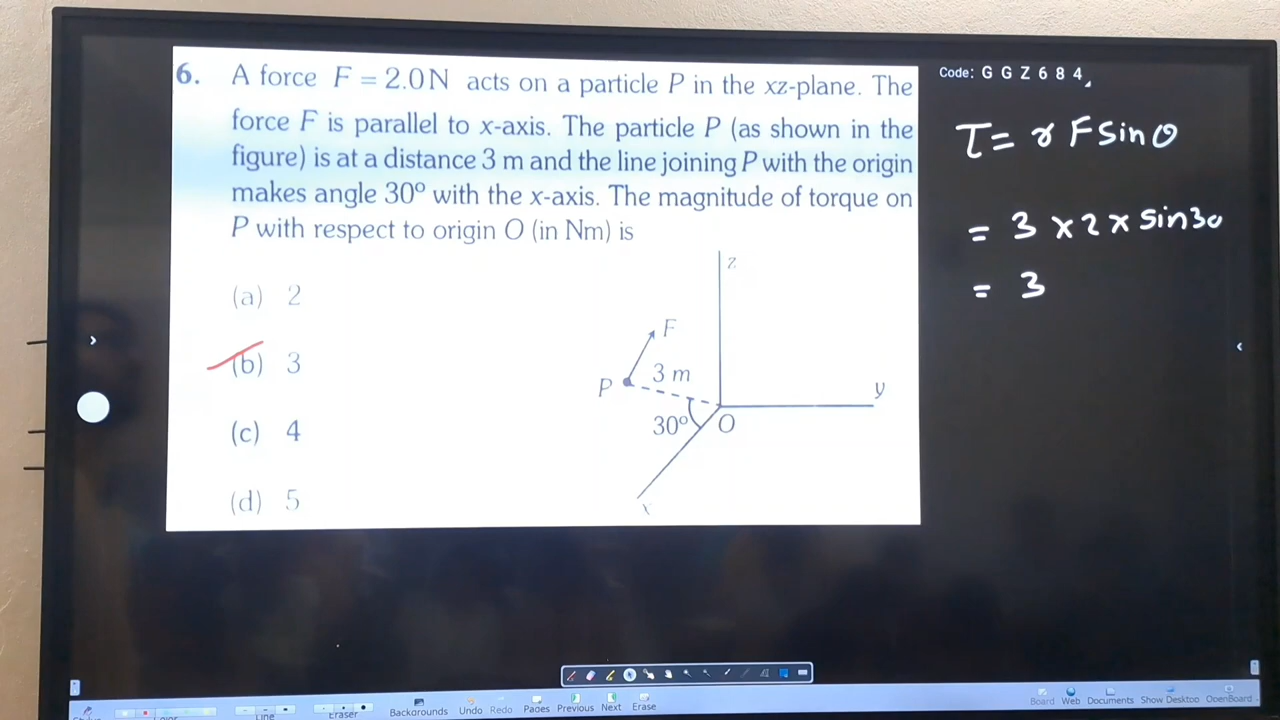 6. A force F = 2.0N acts on a particle P in the xz-plane. The
force F is parallel to x-axis. The particle P (as shown in the
figure) is at a distance 3 m and the line joining P with the origin
makes angle 30º with the x-axis. The magnitude of torque on
P with respect to origin O (in Nm) is
(a) 2
(b) 3
(c) 4
(d) 5
z
F
P
3 m
y
30º
O
x
Code: G G Z 6 8 4
τ = r F sin θ
= 3 × 2 × sin 30
= 3
Line
Eraser
Backgrounds
Undo
Redo
Pages
Previous
Next
Erase
Board
Web
Documents
Show Desktop
OpenBoard